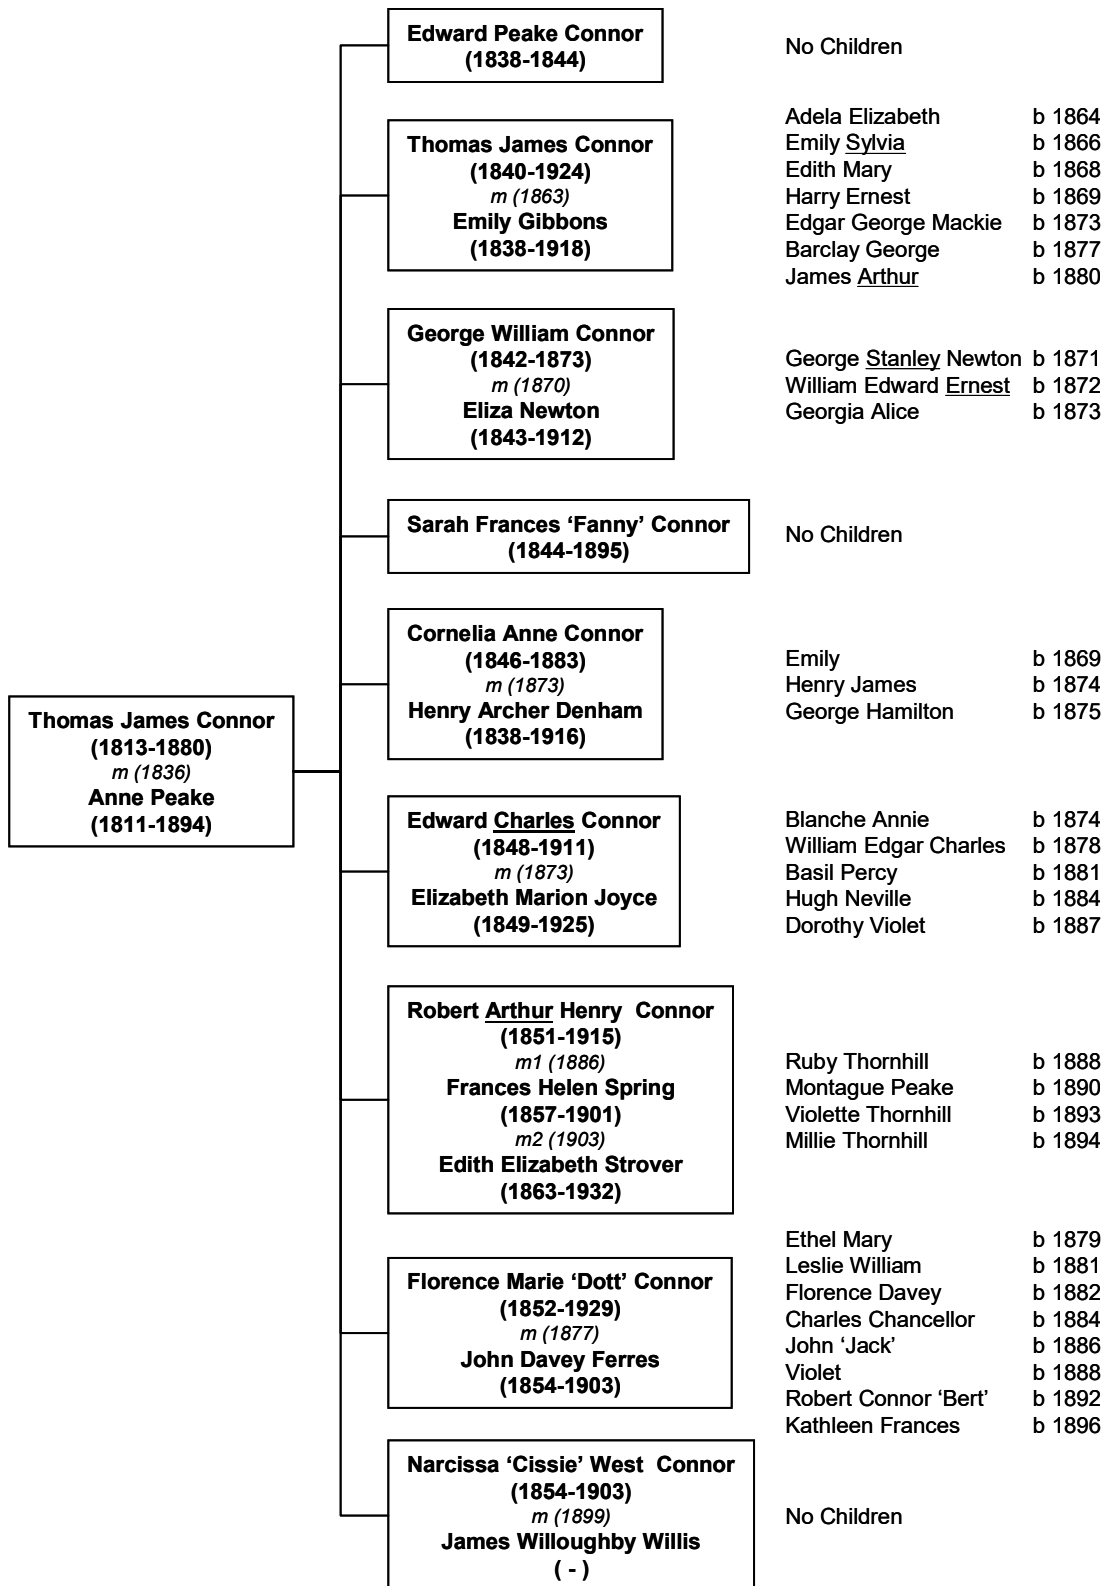 Edward Peake Connor
(1838-1844)
No Children
Thomas James Connor
(1840-1924)
m (1863)
Emily Gibbons
(1838-1918)
Adela Elizabeth b 1864
Emily Sylvia b 1866
Edith Mary b 1868
Harry Ernest b 1869
Edgar George Mackie b 1873
Barclay George b 1877
James Arthur b 1880
George William Connor
(1842-1873)
m (1870)
Eliza Newton
(1843-1912)
George Stanley Newton b 1871
William Edward Ernest b 1872
Georgia Alice b 1873
Sarah Frances ‘Fanny’ Connor
(1844-1895)
No Children
Cornelia Anne Connor
(1846-1883)
m (1873)
Henry Archer Denham
(1838-1916)
Emily b 1869
Henry James b 1874
George Hamilton b 1875
Thomas James Connor
(1813-1880)
m (1836)
Anne Peake
(1811-1894)
Edward Charles Connor
(1848-1911)
m (1873)
Elizabeth Marion Joyce
(1849-1925)
Blanche Annie b 1874
William Edgar Charles b 1878
Basil Percy b 1881
Hugh Neville b 1884
Dorothy Violet b 1887
Robert Arthur Henry Connor
(1851-1915)
m1 (1886)
Frances Helen Spring
(1857-1901)
m2 (1903)
Edith Elizabeth Strover
(1863-1932)
Ruby Thornhill b 1888
Montague Peake b 1890
Violette Thornhill b 1893
Millie Thornhill b 1894
Florence Marie ‘Dott’ Connor
(1852-1929)
m (1877)
John Davey Ferres
(1854-1903)
Ethel Mary b 1879
Leslie William b 1881
Florence Davey b 1882
Charles Chancellor b 1884
John ‘Jack’ b 1886
Violet b 1888
Robert Connor ‘Bert’ b 1892
Kathleen Frances b 1896
Narcissa ‘Cissie’ West Connor
(1854-1903)
m (1899)
James Willoughby Willis
( - )
No Children